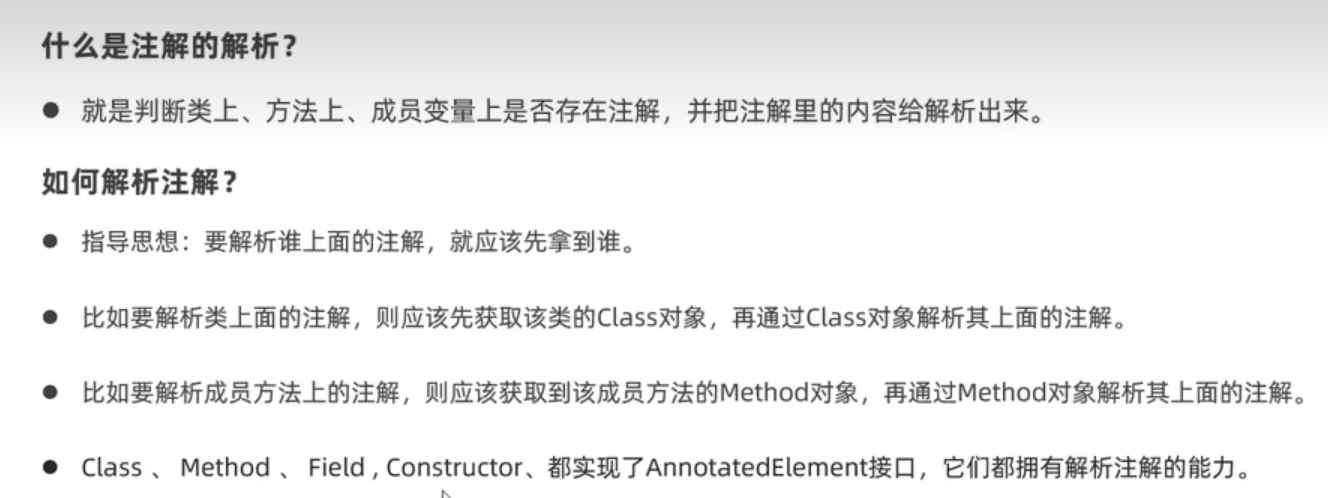 什么是注解的解析？
● 就是判断类上、方法上、成员变量上是否存在注解，并把注解里的内容给解析出来。
如何解析注解？
● 指导思想：要解析谁上面的注解，就应该先拿到谁。
● 比如要解析类上面的注解，则应该先获取该类的Class对象，再通过Class对象解析其上面的注解。
● 比如要解析成员方法上的注解，则应该获取到该成员方法的Method对象，再通过Method对象解析其上面的注解。
● Class 、 Method 、 Field , Constructor、都实现了AnnotatedElement接口，它们都拥有解析注解的能力。